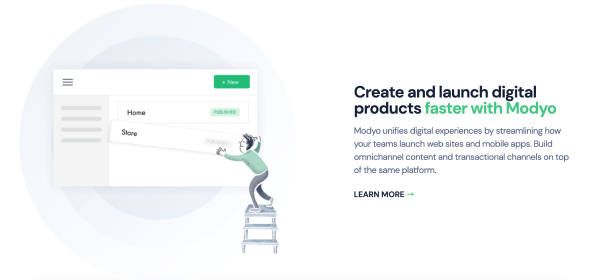 + New
Home
PUBLISHED
Store
Create and launch digital
products faster with Modyo
Modyo unifies digital experiences by streamlining how
your teams launch web sites and mobile apps. Build
omnichannel content and transactional channels on top
of the same platform.
LEARN MORE →